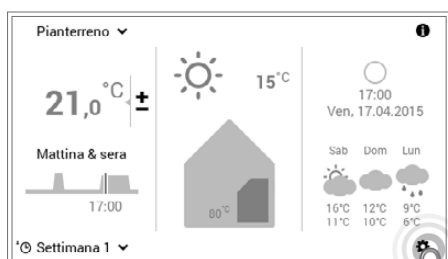 Pianterreno
21,0 °C ±
Mattina & sera
17:00
Settimana 1
15°C
80°C
17:00
Ven, 17.04.2015
Sab Dom Lun
16°C 12°C 9°C
11°C 10°C 6°C